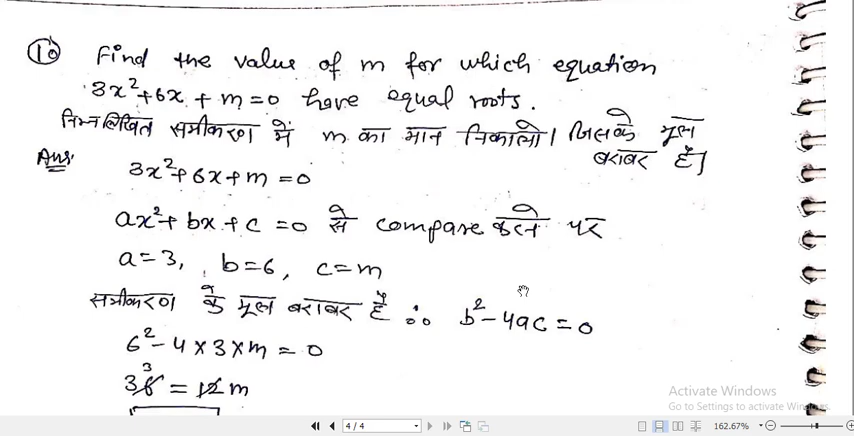 10 Find the value of m for which equation
3x²+6x+m=0 have equal roots.
निम्नलिखित समीकरण में m का मान निकालो। जिसके मूल
बराबर हैं।
Ans: 3x²+6x+m=0
ax²+bx+c=0 से compare करने पर
a=3, b=6, c=m
समीकरण के मूल बराबर हैं ∴ b²-4ac=0
6²-4×3×m=0
3 36 = 12 m
Activate Windows
Go to Settings to activate Windows.
4 / 4
162.67%